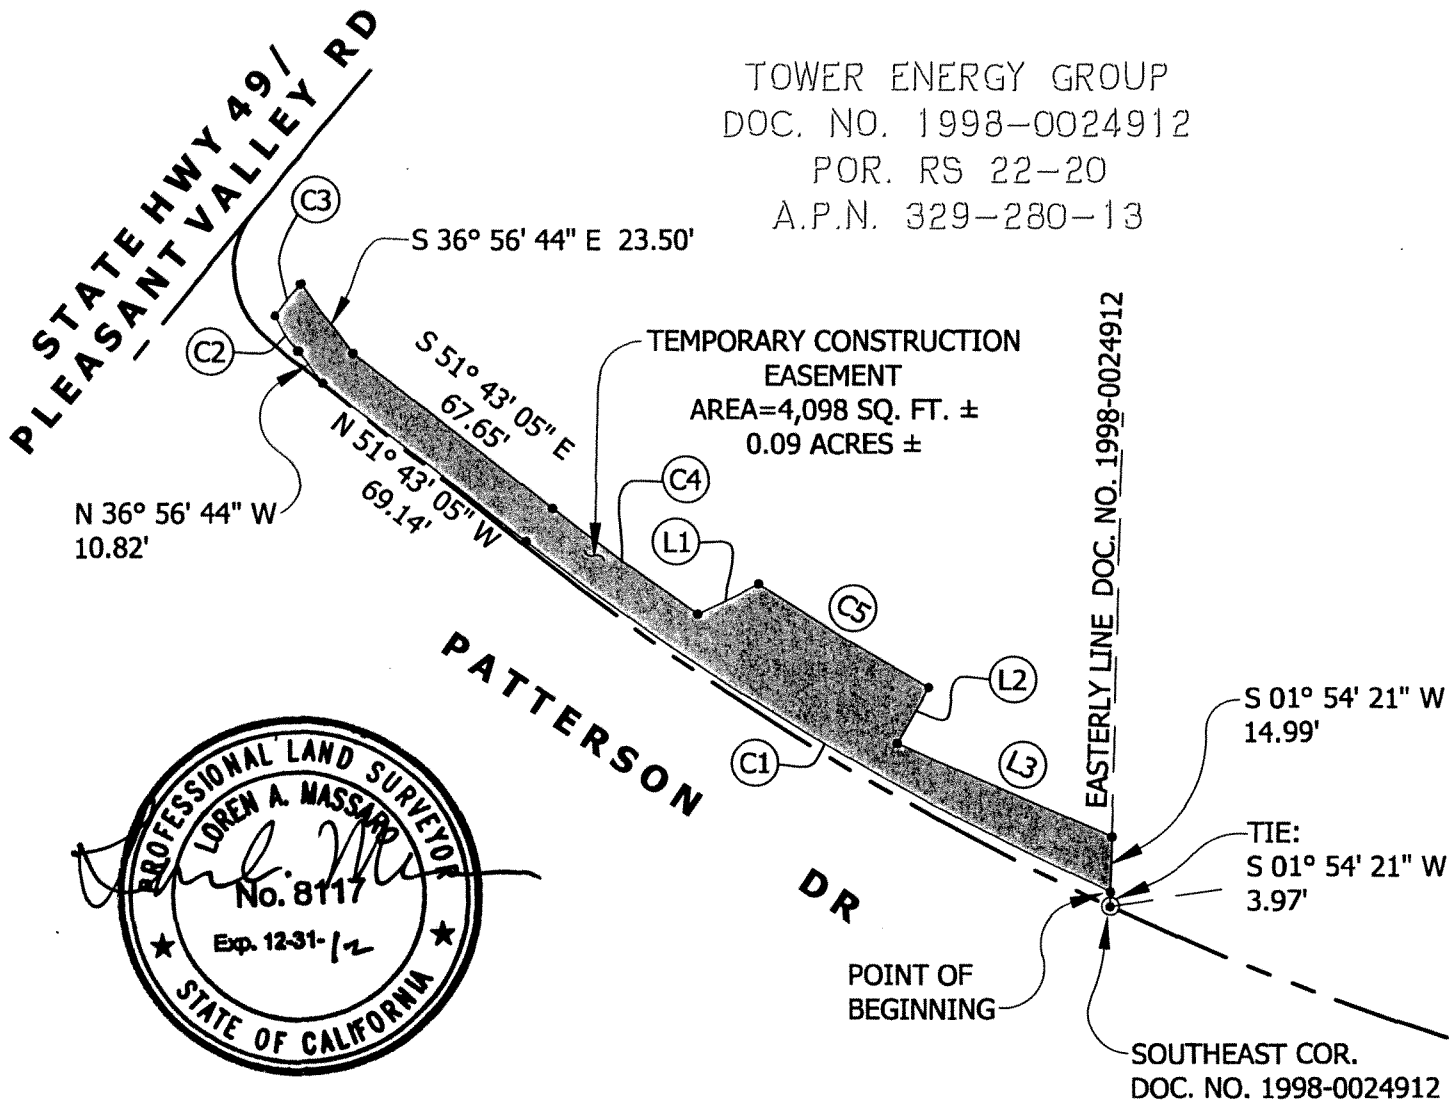 STATE HWY 49/
PLEASANT VALLEY RD
TOWER ENERGY GROUP
DOC. NO. 1998-0024912
POR. RS 22-20
A.P.N. 329-280-13
C3
S 36° 56' 44" E 23.50'
C2
S 51° 43' 05" E
67.65'
TEMPORARY CONSTRUCTION
EASEMENT
AREA=4,098 SQ. FT. ±
0.09 ACRES ±
N 51° 43' 05" W
69.14'
N 36° 56' 44" W
10.82'
C4
L1
C5
L2
L3
C1
EASTERLY LINE DOC. NO. 1998-0024912
S 01° 54' 21" W
14.99'
TIE:
S 01° 54' 21" W
3.97'
PATTERSON
DR
POINT OF
BEGINNING
SOUTHEAST COR.
DOC. NO. 1998-0024912
PROFESSIONAL LAND SURVEYOR
LOREN A. MASSARO
No. 8117
Exp. 12-31-12
STATE OF CALIFORNIA